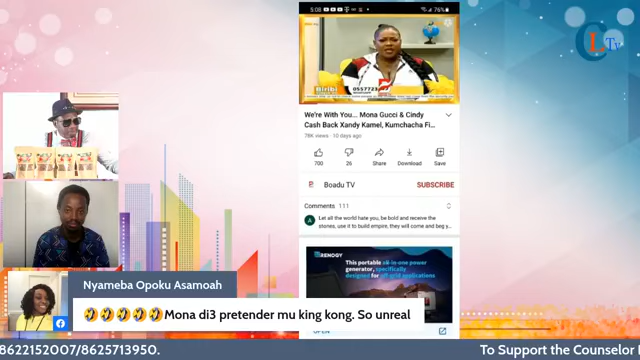 5:08
76%
CL Tv
0557723
We're With You... Mona Gucci & Cindy
Cash Back Xandy Kamel, Kumchacha Fi...
78K views · 10 days ago
700
26
Share
Download
Save
Boadu TV
SUBSCRIBE
Comments 111
A
Let all the world hate you, be bold and receive the
stones, use it to build empire, they will come and beg y...
RENOGY
This portable all-in-one power
generator, specifically
designed for off-grid applications
OPEN
Nyameba Opoku Asamoah
🤣🤣🤣🤣🤣Mona di3 pretender mu king kong. So unreal
8622152007/8625713950.
To Support the Counselor